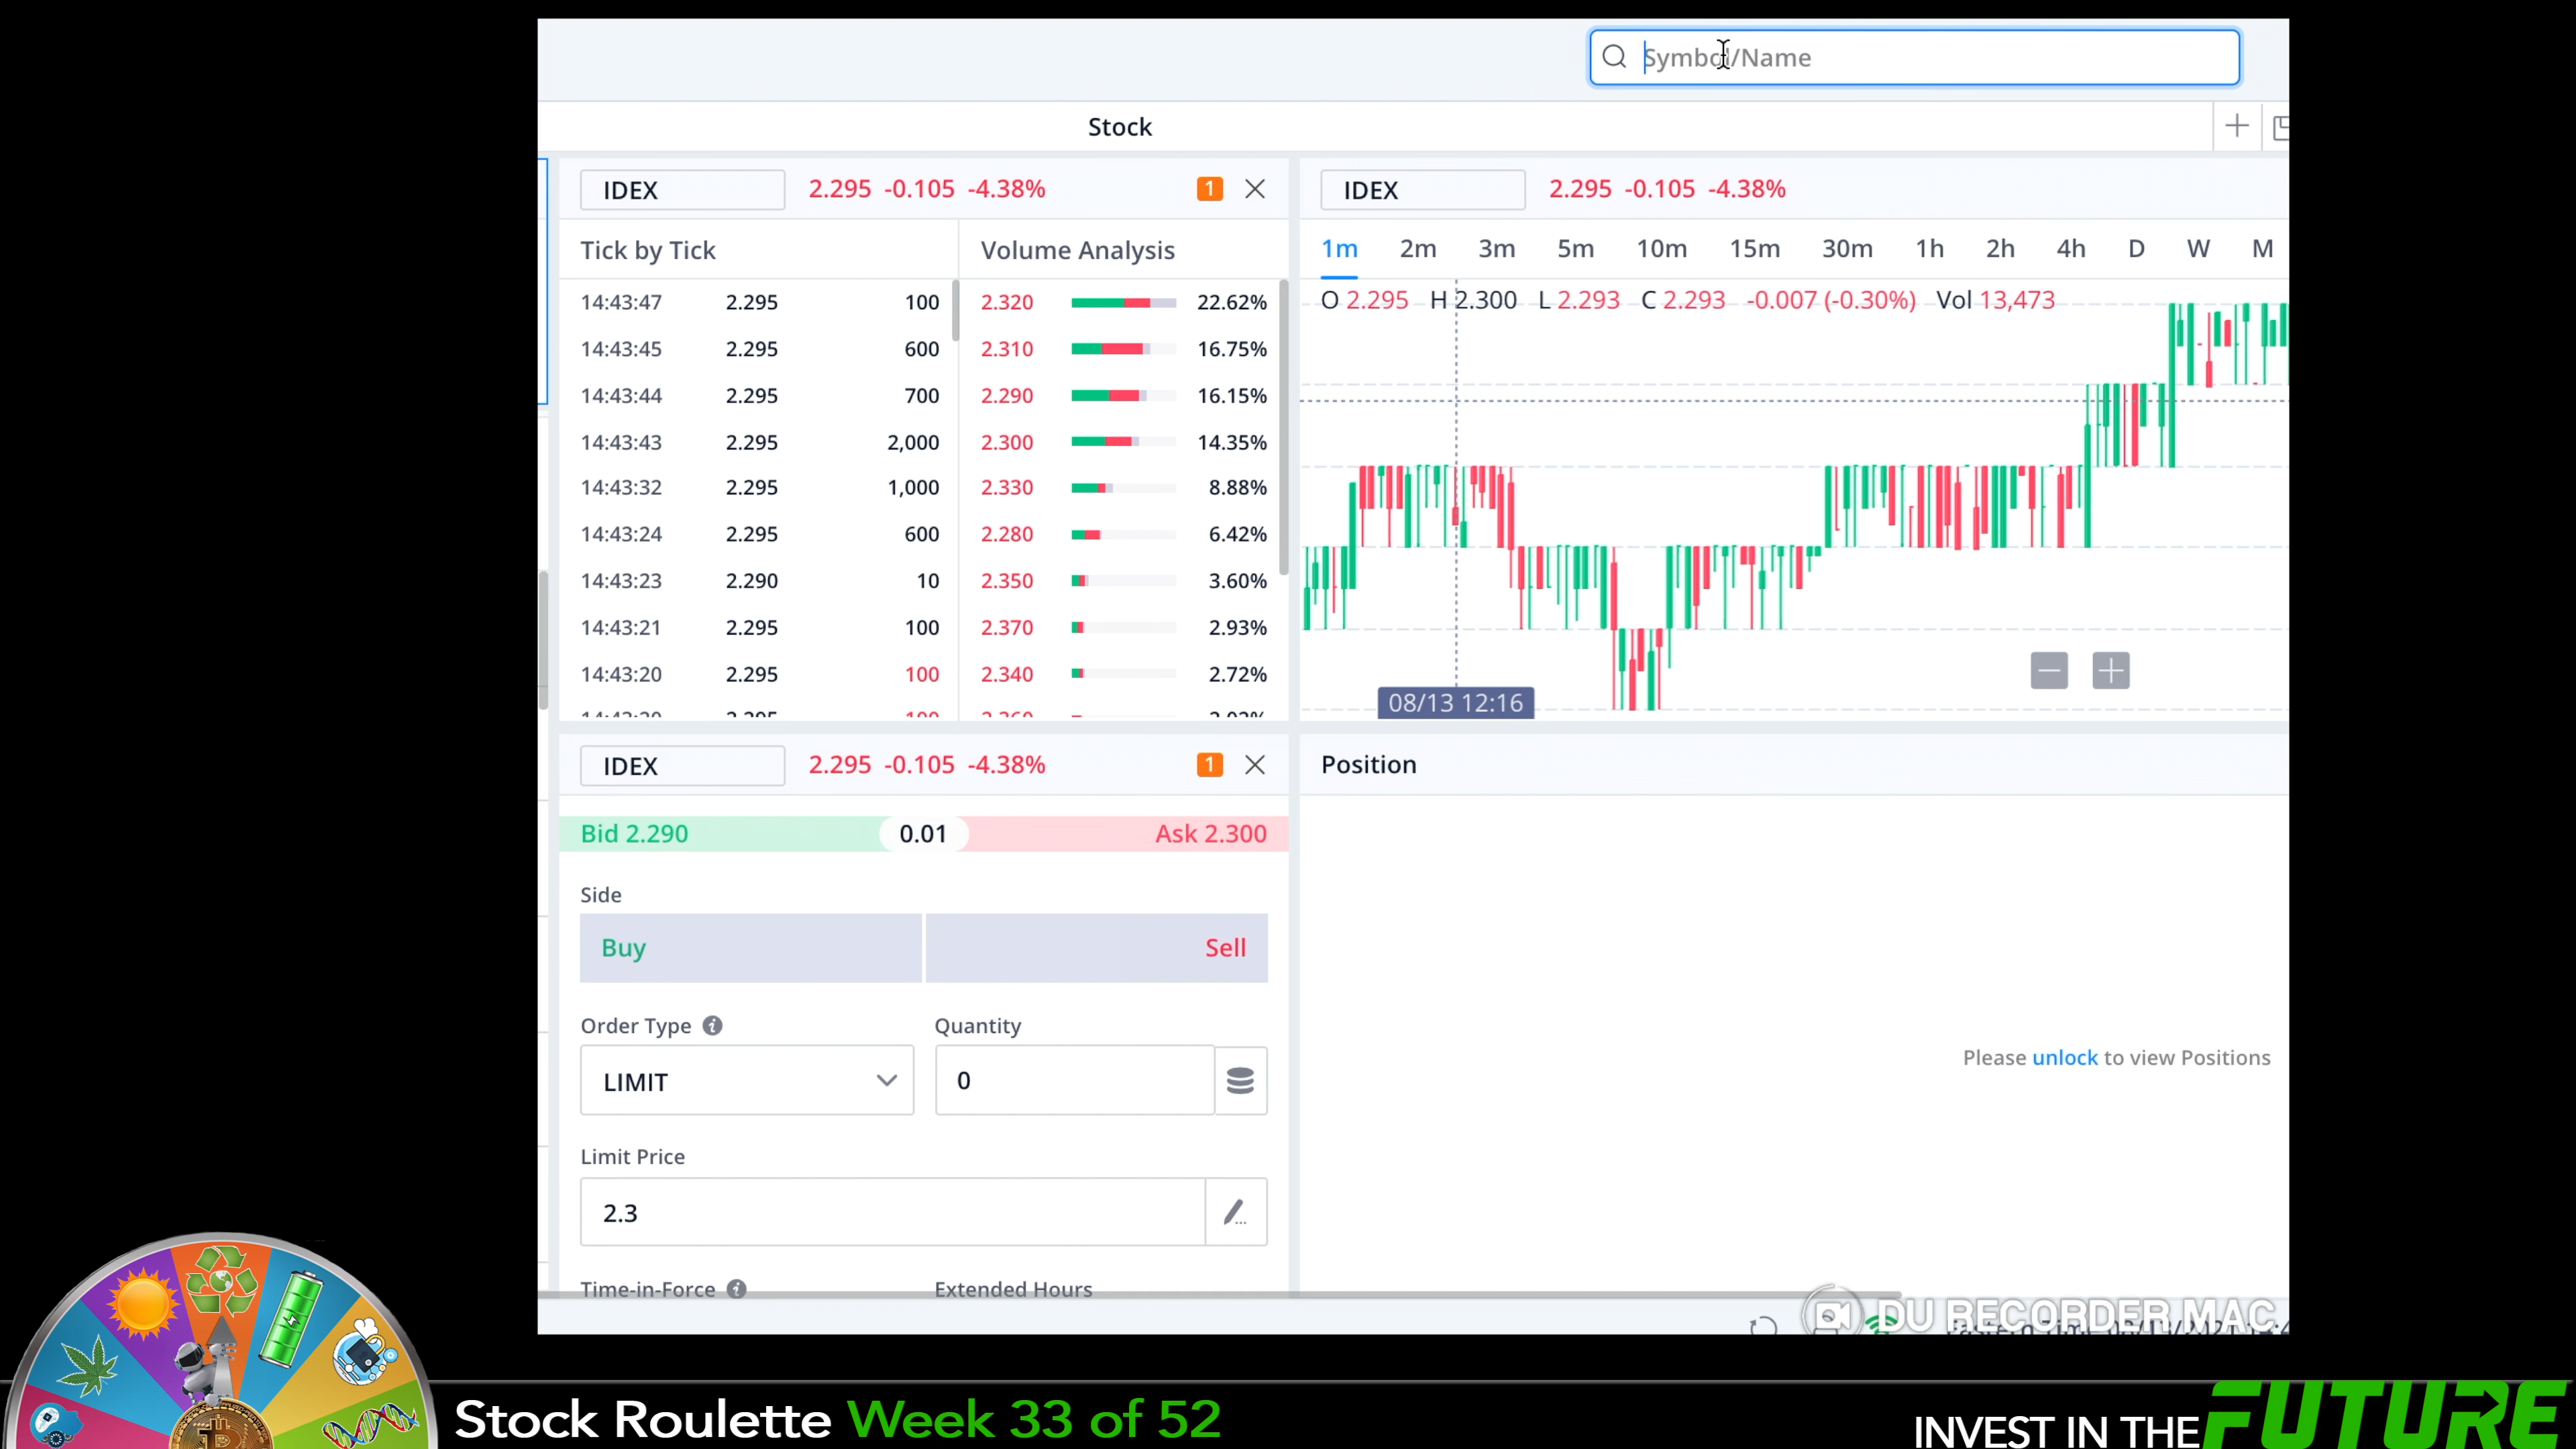 Symbol/Name
Stock
IDEX 2.295 -0.105 -4.38% 1
Tick by Tick Volume Analysis
14:43:47 2.295 100 2.320 22.62%
14:43:45 2.295 600 2.310 16.75%
14:43:44 2.295 700 2.290 16.15%
14:43:43 2.295 2,000 2.300 14.35%
14:43:32 2.295 1,000 2.330 8.88%
14:43:24 2.295 600 2.280 6.42%
14:43:23 2.290 10 2.350 3.60%
14:43:21 2.295 100 2.370 2.93%
14:43:20 2.295 100 2.340 2.72%
IDEX 2.295 -0.105 -4.38%
1m 2m 3m 5m 10m 15m 30m 1h 2h 4h D W M
O 2.295 H 2.300 L 2.293 C 2.293 -0.007 (-0.30%) Vol 13,473
08/13 12:16
IDEX 2.295 -0.105 -4.38% 1
Bid 2.290 0.01 Ask 2.300
Side
Buy Sell
Order Type Quantity
LIMIT 0
Limit Price
2.3
Time-in-Force Extended Hours
Position
Please unlock to view Positions
DU RECORDER MAC
Stock Roulette Week 33 of 52
INVEST IN THE FUTURE